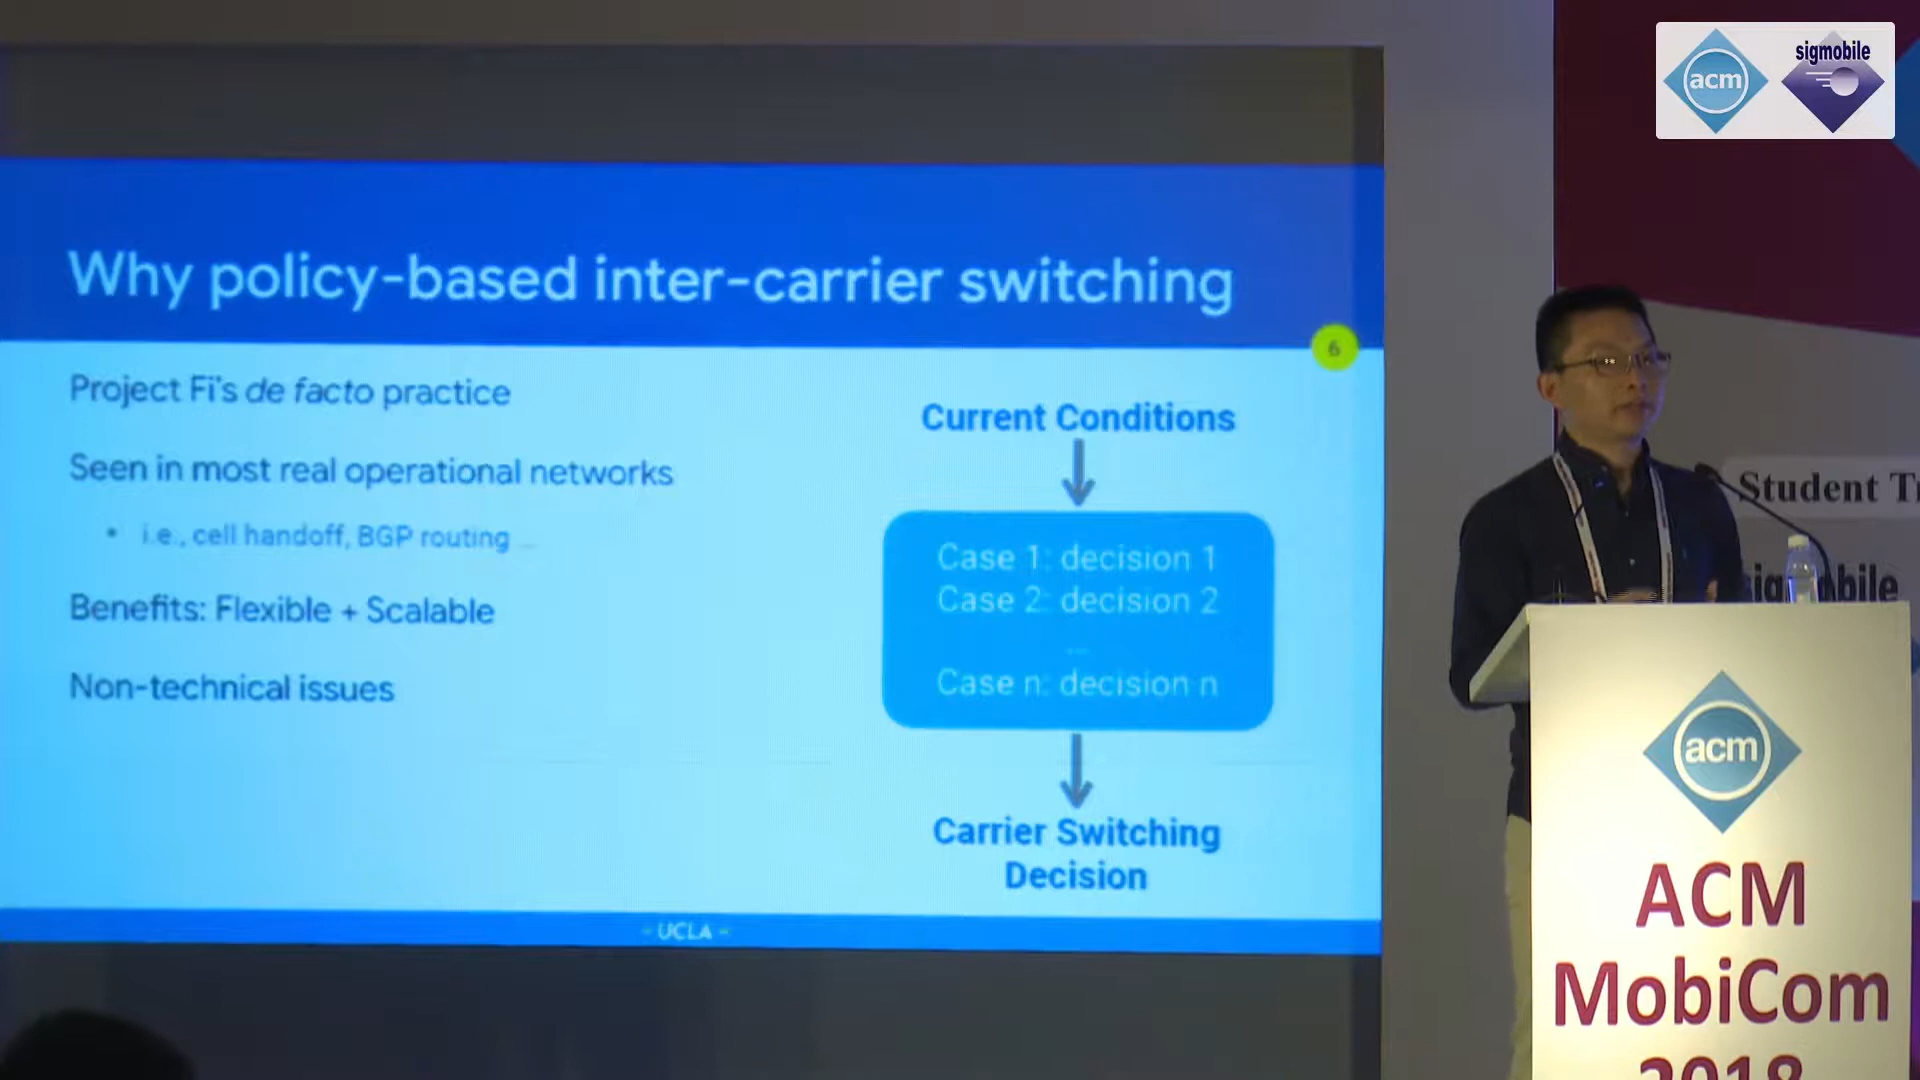 acm
sigmobile
Why policy-based inter-carrier switching
6
Project Fi's de facto practice
Seen in most real operational networks
• i.e., cell handoff, BGP routing ...
Benefits: Flexible + Scalable
Non-technical issues
Current Conditions
Case 1: decision 1
Case 2: decision 2
...
Case n: decision n
Carrier Switching
Decision
- UCLA -
Student
sigmobile
acm
ACM
MobiCom
2018